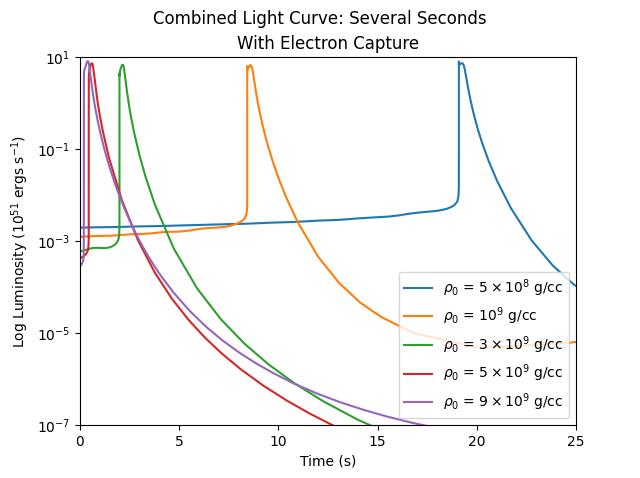 Combined Light Curve: Several Seconds
With Electron Capture
Log Luminosity (10^51 ergs s^−1)
10^1
10^−1
10^−3
10^−5
10^−7
ρ_0 = 5 × 10^8 g/cc
ρ_0 = 10^9 g/cc
ρ_0 = 3 × 10^9 g/cc
ρ_0 = 5 × 10^9 g/cc
ρ_0 = 9 × 10^9 g/cc
0 5 10 15 20 25
Time (s)